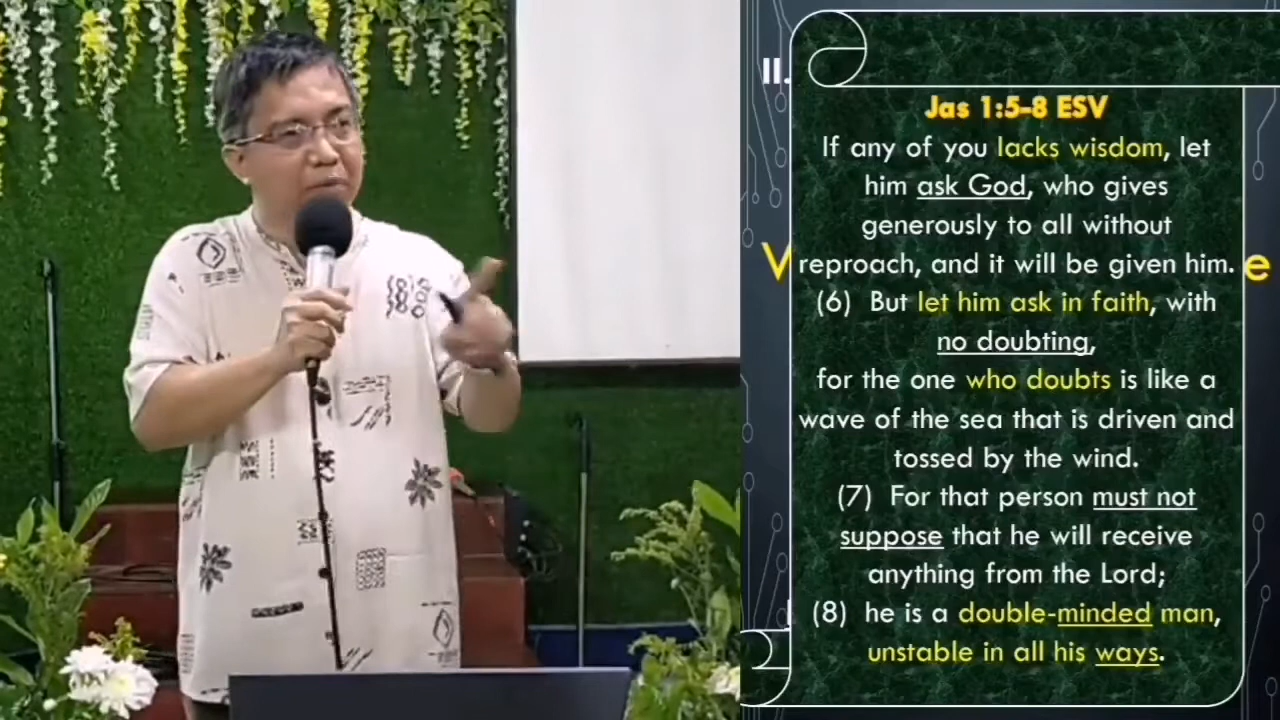 II.
Jas 1:5-8 ESV
If any of you lacks wisdom, let
him ask God, who gives
generously to all without
V
reproach, and it will be given him.
e
(6) But let him ask in faith, with
no doubting,
for the one who doubts is like a
wave of the sea that is driven and
tossed by the wind.
(7) For that person must not
suppose that he will receive
anything from the Lord;
(8) he is a double-minded man,
unstable in all his ways.